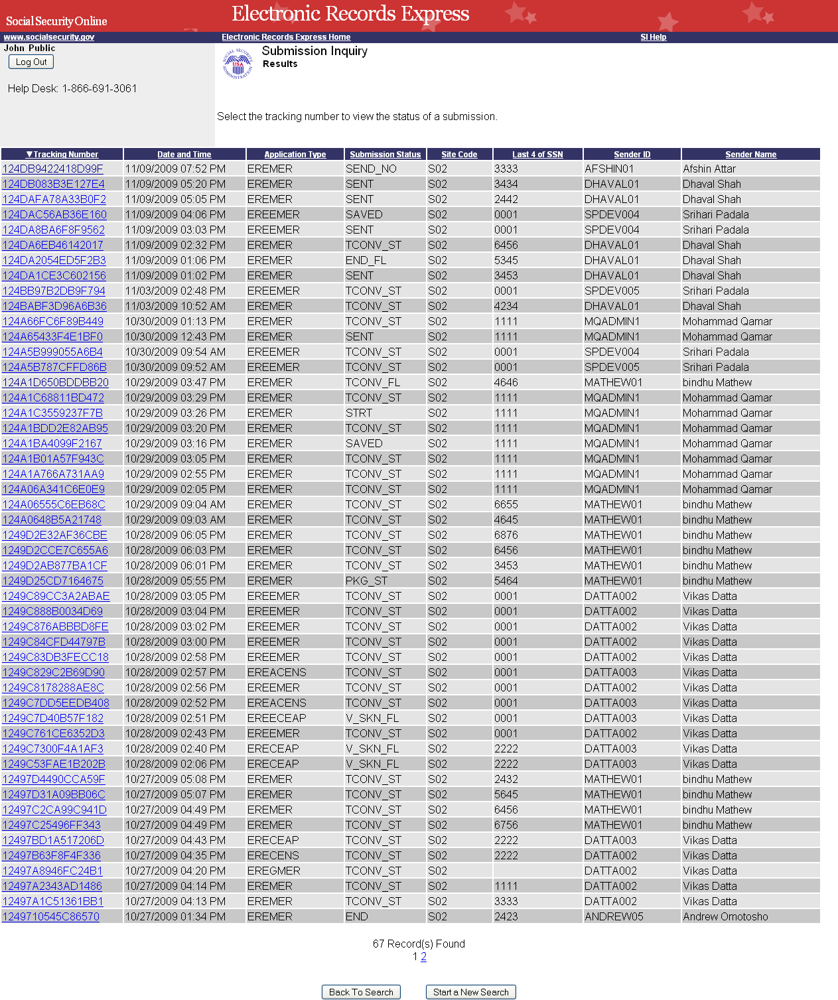 Social Security Online
Electronic Records Express
www.socialsecurity.gov Electronic Records Express Home SI Help
John Public
Log Out
Help Desk: 1-866-691-3061
SOCIAL SECURITY ADMINISTRATION
USA
Submission Inquiry
Results
Select the tracking number to view the status of a submission.
▼Tracking Number Date and Time Application Type Submission Status Site Code Last 4 of SSN Sender ID Sender Name
124DB9422418D99F 11/09/2009 07:52 PM EREMER SEND_NO S02 3333 AFSHIN01 Afshin Attar
124DB083B3E127E4 11/09/2009 05:20 PM EREMER SENT S02 3434 DHAVAL01 Dhaval Shah
124DAFA78A33B0F2 11/09/2009 05:05 PM EREMER SENT S02 2442 DHAVAL01 Dhaval Shah
124DAC56AB36E160 11/09/2009 04:06 PM EREEMER SAVED S02 0001 SPDEV004 Srihari Padala
124DA8BA6F8F9562 11/09/2009 03:03 PM EREEMER SENT S02 0001 SPDEV004 Srihari Padala
124DA6EB46142017 11/09/2009 02:32 PM EREMER TCONV_ST S02 6456 DHAVAL01 Dhaval Shah
124DA2054ED5F2B3 11/09/2009 01:06 PM EREMER END_FL S02 5345 DHAVAL01 Dhaval Shah
124DA1CE3C602156 11/09/2009 01:02 PM EREMER SENT S02 3453 DHAVAL01 Dhaval Shah
124BB97B2DB9F794 11/03/2009 02:48 PM EREEMER TCONV_ST S02 0001 SPDEV005 Srihari Padala
124BABF3D96A6B36 11/03/2009 10:52 AM EREMER TCONV_ST S02 4234 DHAVAL01 Dhaval Shah
124A66FC6F89B449 10/30/2009 01:13 PM EREMER TCONV_ST S02 1111 MQADMIN1 Mohammad Qamar
124A65433F4E1BF0 10/30/2009 12:43 PM EREMER SENT S02 1111 MQADMIN1 Mohammad Qamar
124A5B999055A6B4 10/30/2009 09:54 AM EREEMER TCONV_ST S02 0001 SPDEV004 Srihari Padala
124A5B787CFFD86B 10/30/2009 09:52 AM EREEMER TCONV_ST S02 0001 SPDEV005 Srihari Padala
124A1D650BDDBB20 10/29/2009 03:47 PM EREMER TCONV_FL S02 4646 MATHEW01 bindhu Mathew
124A1C68811BD472 10/29/2009 03:29 PM EREMER TCONV_ST S02 1111 MQADMIN1 Mohammad Qamar
124A1C3559237F7B 10/29/2009 03:26 PM EREMER STRT S02 1111 MQADMIN1 Mohammad Qamar
124A1BDD2E82AB95 10/29/2009 03:20 PM EREMER TCONV_ST S02 1111 MQADMIN1 Mohammad Qamar
124A1BA4099F2167 10/29/2009 03:16 PM EREMER SAVED S02 1111 MQADMIN1 Mohammad Qamar
124A1B01A57F943C 10/29/2009 03:05 PM EREMER TCONV_ST S02 1111 MQADMIN1 Mohammad Qamar
124A1A766A731AA9 10/29/2009 02:55 PM EREMER TCONV_ST S02 1111 MQADMIN1 Mohammad Qamar
124A06A341C6E0E9 10/29/2009 02:05 PM EREMER TCONV_ST S02 1111 MQADMIN1 Mohammad Qamar
124A06555C6EB68C 10/29/2009 09:04 AM EREMER TCONV_ST S02 6655 MATHEW01 bindhu Mathew
124A0648B5A21748 10/29/2009 09:03 AM EREMER TCONV_ST S02 4645 MATHEW01 bindhu Mathew
1249D2E32AF36CBE 10/28/2009 06:05 PM EREMER TCONV_ST S02 6876 MATHEW01 bindhu Mathew
1249D2CCE7C655A6 10/28/2009 06:03 PM EREMER TCONV_ST S02 6456 MATHEW01 bindhu Mathew
1249D2AB877BA1CF 10/28/2009 06:01 PM EREMER TCONV_ST S02 3453 MATHEW01 bindhu Mathew
1249D25CD7164675 10/28/2009 05:55 PM EREMER PKG_ST S02 5464 MATHEW01 bindhu Mathew
1249C89CC3A2ABAE 10/28/2009 03:05 PM EREEMER TCONV_ST S02 0001 DATTA002 Vikas Datta
1249C888B0034D69 10/28/2009 03:04 PM EREEMER TCONV_ST S02 0001 DATTA002 Vikas Datta
1249C876ABBBD8FE 10/28/2009 03:02 PM EREEMER TCONV_ST S02 0001 DATTA002 Vikas Datta
1249C84CFD44797B 10/28/2009 03:00 PM EREEMER TCONV_ST S02 0001 DATTA002 Vikas Datta
1249C83DB3FECC18 10/28/2009 02:58 PM EREEMER TCONV_ST S02 0001 DATTA002 Vikas Datta
1249C829C2B69D90 10/28/2009 02:57 PM EREACENS TCONV_ST S02 0001 DATTA003 Vikas Datta
1249C8178288AE8C 10/28/2009 02:56 PM EREEMER TCONV_ST S02 0001 DATTA002 Vikas Datta
1249C7DD5EEDB408 10/28/2009 02:52 PM EREACENS TCONV_ST S02 0001 DATTA003 Vikas Datta
1249C7D40B57F182 10/28/2009 02:51 PM EREECEAP V_SKN_FL S02 0001 DATTA003 Vikas Datta
1249C761CE6352D3 10/28/2009 02:43 PM EREEMER TCONV_ST S02 0001 DATTA002 Vikas Datta
1249C7300F4A1AF3 10/28/2009 02:40 PM ERECEAP V_SKN_FL S02 2222 DATTA003 Vikas Datta
1249C53FAE1B202B 10/28/2009 02:06 PM ERECEAP V_SKN_FL S02 2222 DATTA003 Vikas Datta
12497D4490CCA59F 10/27/2009 05:08 PM EREMER TCONV_ST S02 2432 MATHEW01 bindhu Mathew
12497D31A09BB06C 10/27/2009 05:07 PM EREMER TCONV_ST S02 5645 MATHEW01 bindhu Mathew
12497C2CA99C941D 10/27/2009 04:49 PM EREMER TCONV_ST S02 6456 MATHEW01 bindhu Mathew
12497C25496FF343 10/27/2009 04:49 PM EREMER TCONV_ST S02 6756 MATHEW01 bindhu Mathew
12497BD1A517206D 10/27/2009 04:43 PM ERECEAP TCONV_ST S02 2222 DATTA003 Vikas Datta
12497B63F8F4F336 10/27/2009 04:35 PM ERECENS TCONV_ST S02 2222 DATTA002 Vikas Datta
12497A8946FC24B1 10/27/2009 04:20 PM EREGMER TCONV_ST S02 DATTA002 Vikas Datta
12497A2343AD1486 10/27/2009 04:14 PM EREMER TCONV_ST S02 1111 DATTA002 Vikas Datta
12497A1C51361BB1 10/27/2009 04:13 PM EREMER TCONV_ST S02 3333 DATTA002 Vikas Datta
1249710545C86570 10/27/2009 01:34 PM EREMER END S02 2423 ANDREW05 Andrew Omotosho
67 Record(s) Found
1 2
Back To Search Start a New Search